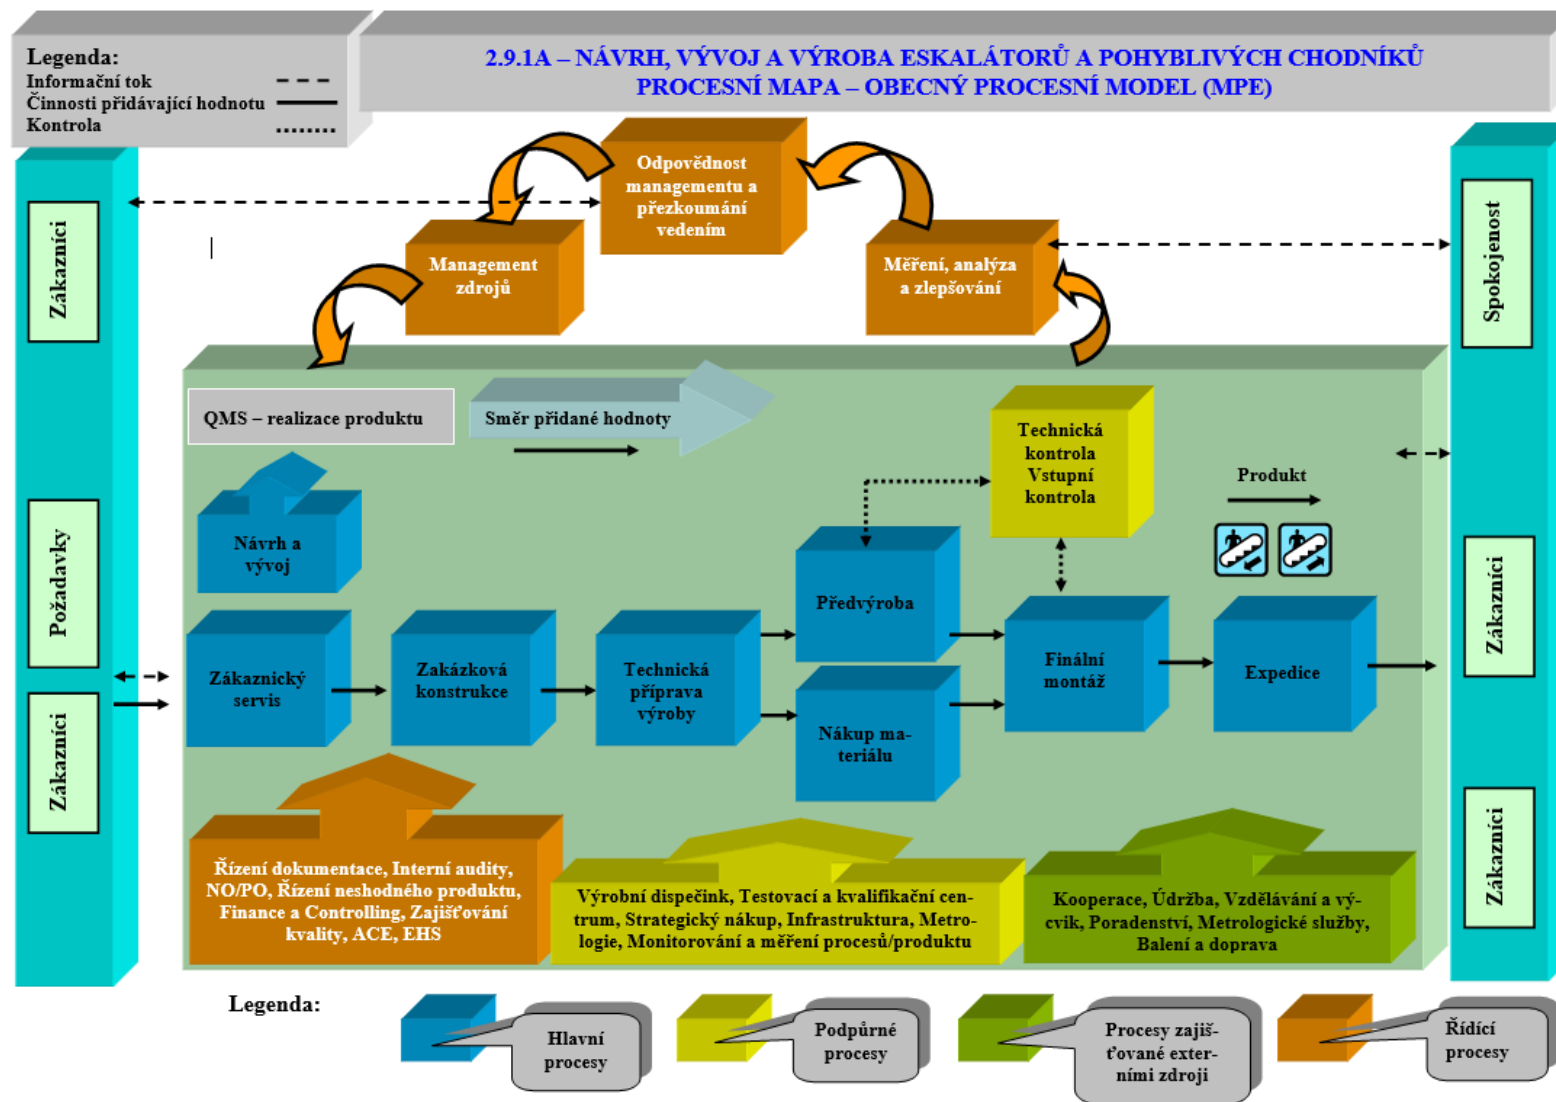 Legenda:
Informační tok
Činnosti přidávající hodnotu
Kontrola
2.9.1A – NÁVRH, VÝVOJ A VÝROBA ESKALÁTORŮ A POHYBLIVÝCH CHODNÍKŮ
PROCESNÍ MAPA – OBECNÝ PROCESNÍ MODEL (MPE)
Zákazníci
Požadavky
Zákazníci
Odpovědnost
managementu a
přezkoumání
vedením
Management
zdrojů
Měření, analýza
a zlepšování
Spokojenost
Zákazníci
Zákazníci
QMS – realizace produktu
Směr přidané hodnoty
Technická
kontrola
Vstupní
kontrola
Produkt
Návrh a
vývoj
Předvýroba
Zákaznický
servis
Zakázková
konstrukce
Technická
příprava
výroby
Nákup ma-
teriálu
Finální
montáž
Expedice
Řízení dokumentace, Interní audity,
NO/PO, Řízení neshodného produktu,
Finance a Controlling, Zajišťování
kvality, ACE, EHS
Výrobní dispečink, Testovací a kvalifikační cen-
trum, Strategický nákup, Infrastruktura, Metro-
logie, Monitorování a měření procesů/produktu
Kooperace, Údržba, Vzdělávání a vý-
cvik, Poradenství, Metrologické služby,
Balení a doprava
Legenda:
Hlavní
procesy
Podpůrné
procesy
Procesy zajiš-
ťované exter-
ními zdroji
Řídící
procesy